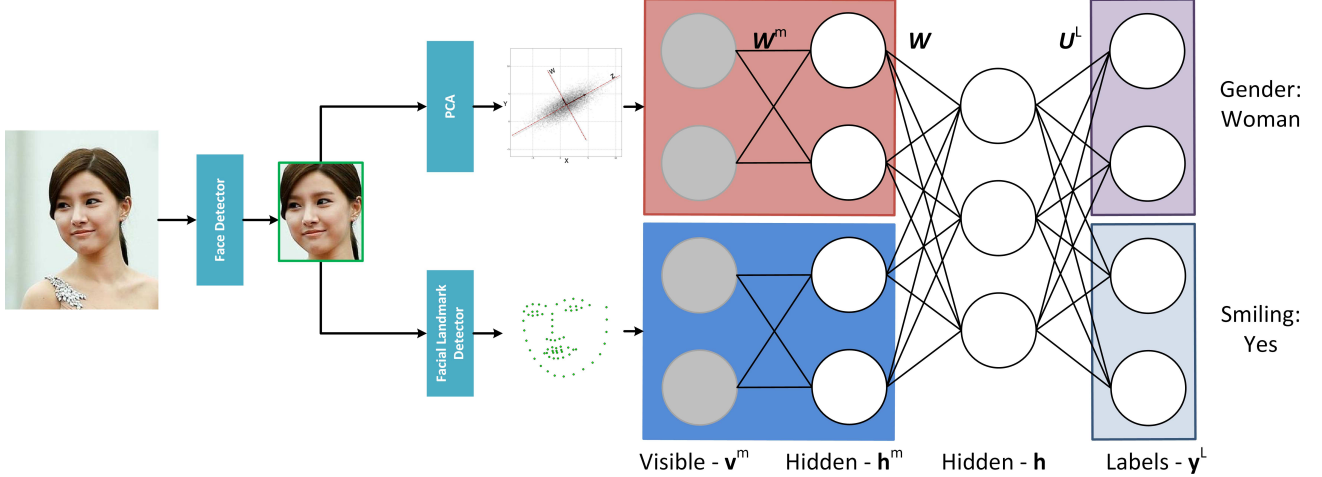 Face Detector
PCA
Facial Landmark
Detector
W
Z
Y
X
W^m
W
U^L
Gender:
Woman
Smiling:
Yes
Visible - v^m
Hidden - h^m
Hidden - h
Labels - y^L